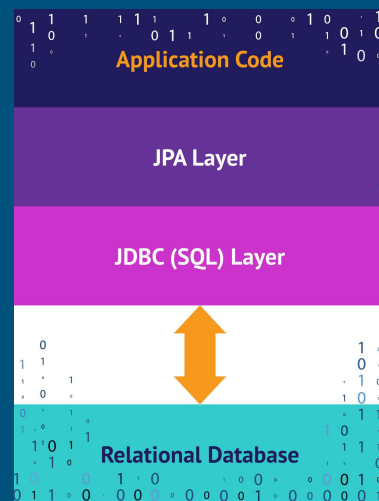 Application Code
JPA Layer
JDBC (SQL) Layer
Relational Database